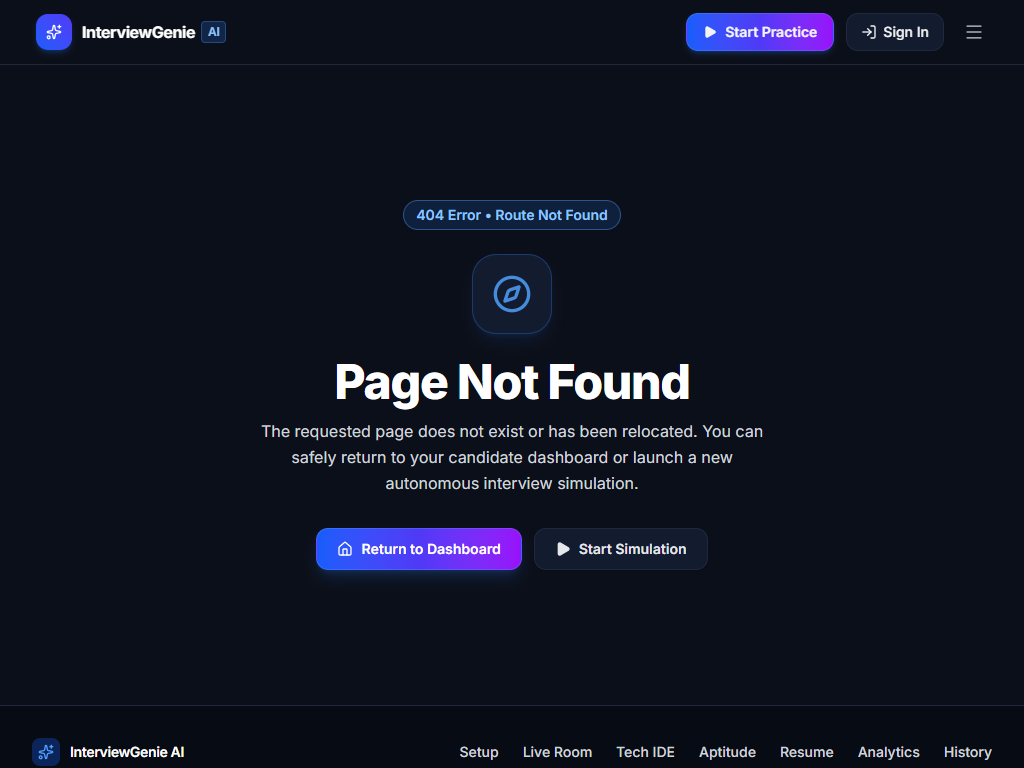 InterviewGenie AI
Start Practice
Sign In
404 Error • Route Not Found
Page Not Found
The requested page does not exist or has been relocated. You can
safely return to your candidate dashboard or launch a new
autonomous interview simulation.
Return to Dashboard
Start Simulation
InterviewGenie AI
Setup
Live Room
Tech IDE
Aptitude
Resume
Analytics
History